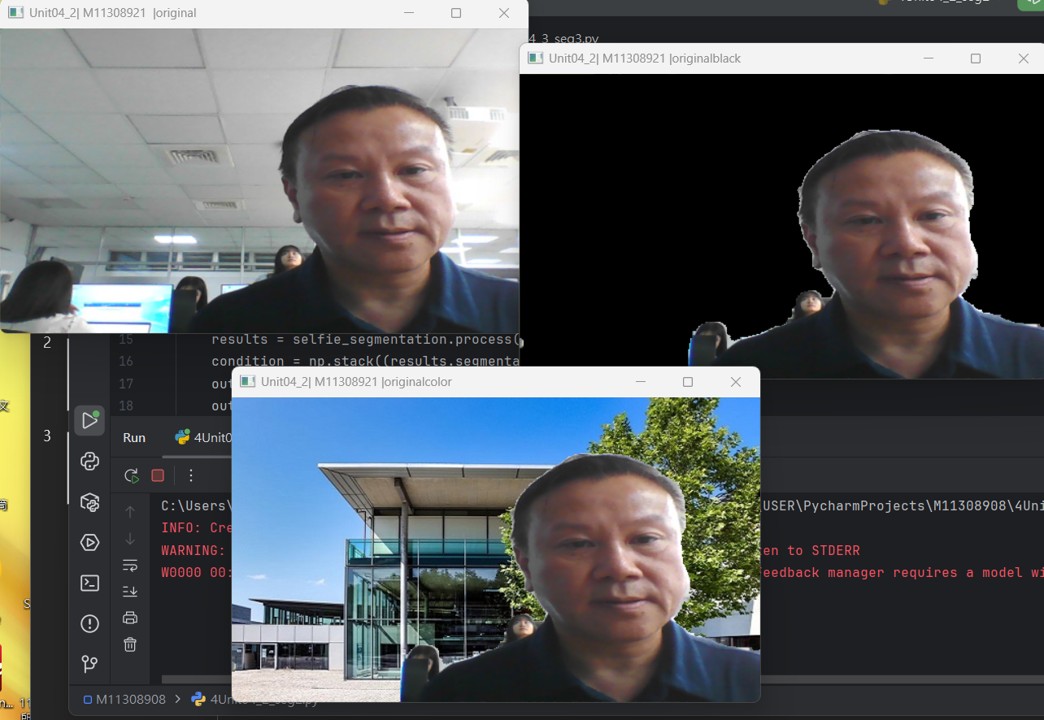 Unit04_2| M11308921 |original
4_3_seg3.py
Unit04_2| M11308921 |originalblack
2
15 results = selfie_segmentation.process(
16 condition = np.stack((results.segmenta
17 out
18 out
Unit04_2| M11308921 |originalcolor
文
3
Run 4Unit0
C:\Users\ USER\PycharmProjects\M11308908\4Uni
INFO: Cre
WARNING: en to STDERR
W0000 00: eedback manager requires a model wi
M11308908 >